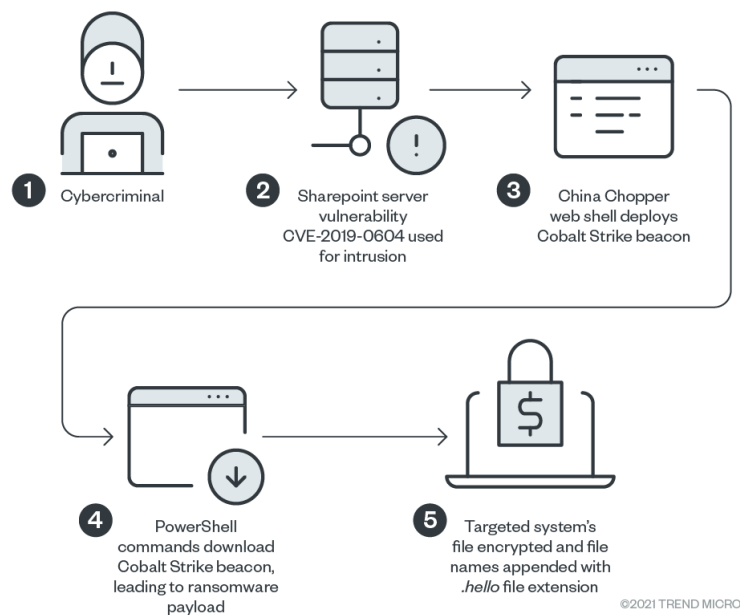 1
Cybercriminal
2
Sharepoint server
vulnerability
CVE-2019-0604 used
for intrusion
3
China Chopper
web shell deploys
Cobalt Strike beacon
4
PowerShell
commands download
Cobalt Strike beacon,
leading to ransomware
payload
$
5
Targeted system's
file encrypted and file
names appended with
.hello file extension
©2021 TREND MICRO